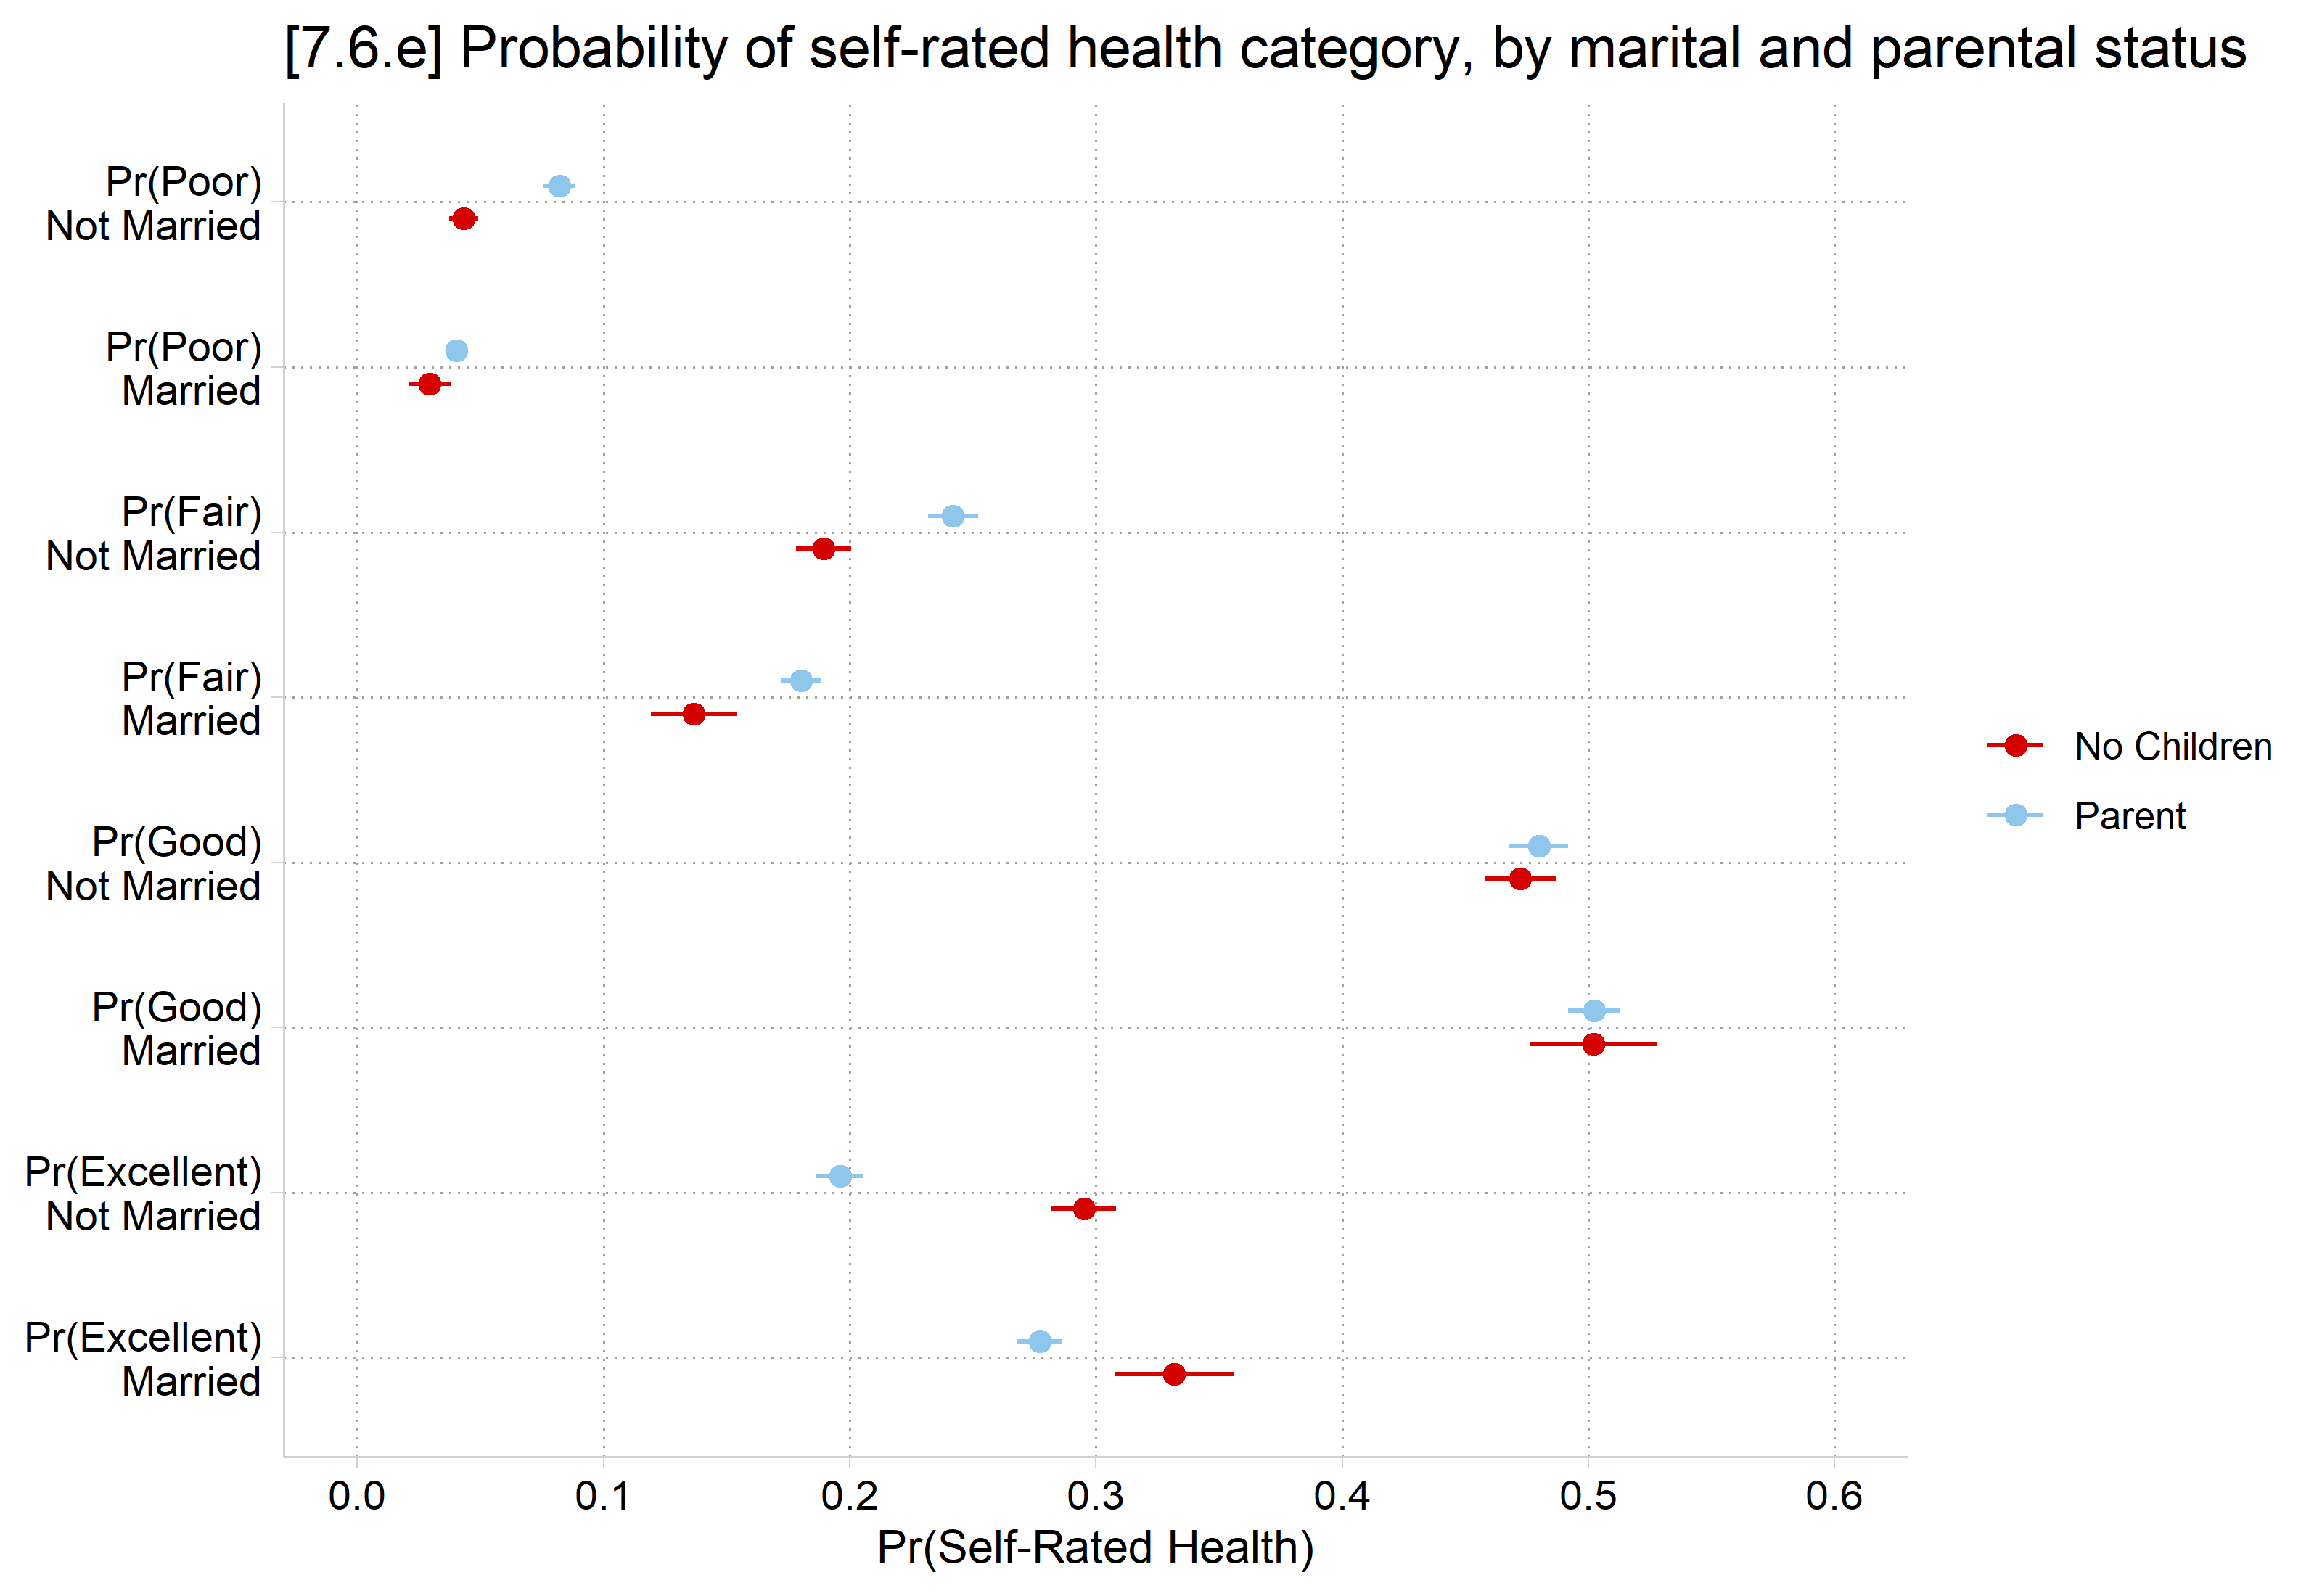 [7.6.e] Probability of self-rated health category, by marital and parental status
Pr(Poor)
Not Married
Pr(Poor)
Married
Pr(Fair)
Not Married
Pr(Fair)
Married
Pr(Good)
Not Married
Pr(Good)
Married
Pr(Excellent)
Not Married
Pr(Excellent)
Married
0.0 0.1 0.2 0.3 0.4 0.5 0.6
Pr(Self-Rated Health)
No Children
Parent